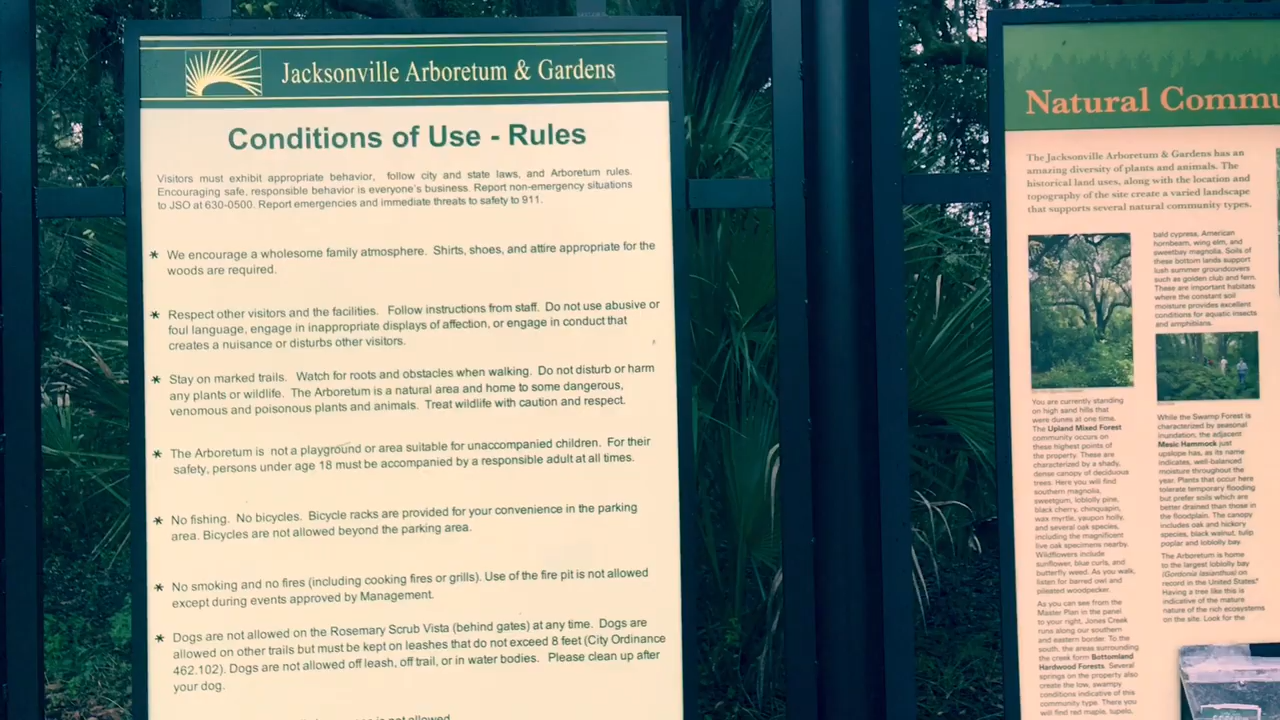 Jacksonville Arboretum & Gardens
Conditions of Use - Rules
Visitors must exhibit appropriate behavior, follow city and state laws, and Arboretum rules.
Encouraging safe, responsible behavior is everyone's business. Report non-emergency situations
to JSO at 630-0500. Report emergencies and immediate threats to safety to 911.
* We encourage a wholesome family atmosphere. Shirts, shoes, and attire appropriate for the
woods are required.
* Respect other visitors and the facilities. Follow instructions from staff. Do not use abusive or
foul language, engage in inappropriate displays of affection, or engage in conduct that
creates a nuisance or disturbs other visitors.
* Stay on marked trails. Watch for roots and obstacles when walking. Do not disturb or harm
any plants or wildlife. The Arboretum is a natural area and home to some dangerous,
venomous and poisonous plants and animals. Treat wildlife with caution and respect.
* The Arboretum is not a playground or area suitable for unaccompanied children. For their
safety, persons under age 18 must be accompanied by a responsible adult at all times.
* No fishing. No bicycles. Bicycle racks are provided for your convenience in the parking
area. Bicycles are not allowed beyond the parking area.
* No smoking and no fires (including cooking fires or grills). Use of the fire pit is not allowed
except during events approved by Management.
* Dogs are not allowed on the Rosemary Scrub Vista (behind gates) at any time. Dogs are
allowed on other trails but must be kept on leashes that do not exceed 8 feet (City Ordinance
462.102). Dogs are not allowed off leash, off trail, or in water bodies. Please clean up after
your dog.
is not allowed
Natural Commu
The Jacksonville Arboretum & Gardens has an
amazing diversity of plants and animals. The
historical land uses, along with the location and
topography of the site create a varied landscape
that supports several natural community types.
You are currently standing
on high sand hills that
were dunes at one time.
The Upland Mixed Forest
community occurs on
these highest points of
the property. These are
characterized by a shady,
dense canopy of deciduous
trees. Here you will find
southern magnolia,
sweetgum, loblolly pine,
black cherry, chinquapin,
wax myrtle, yaupon holly,
and several oak species,
including the magnificent
live oak specimens nearby.
Wildflowers include
sunflower, blue curls, and
butterfly weed. As you walk,
listen for barred owl and
pileated woodpecker.
As you can see from the
Master Plan in the panel
to your right, Jones Creek
runs along our southern
and eastern border. To the
south, the areas surrounding
the creek form Bottomland
Hardwood Forests. Several
springs on the property also
create the low, swampy
conditions indicative of this
community type. There you
will find red maple, tupelo,
bald cypress, American
hornbeam, wing elm, and
sweetbay magnolia. Soils of
these bottom lands support
lush summer groundcovers
such as golden club and fern.
These are important habitats
where the constant soil
moisture provides excellent
conditions for aquatic insects
and amphibians.
While the Swamp Forest is
characterized by seasonal
inundation, the adjacent
Mesic Hammock just
upslope has, as its name
indicates, well-balanced
moisture throughout the
year. Plants that occur here
tolerate temporary flooding
but prefer soils which are
better drained than those in
the floodplain. The canopy
includes oak and hickory
species, black walnut, tulip
poplar and loblolly bay.
The Arboretum is home
to the largest loblolly bay
(Gordonia lasianthus) on
record in the United States.*
Having a tree like this is
indicative of the mature
nature of the rich ecosystems
on the site. Look for the